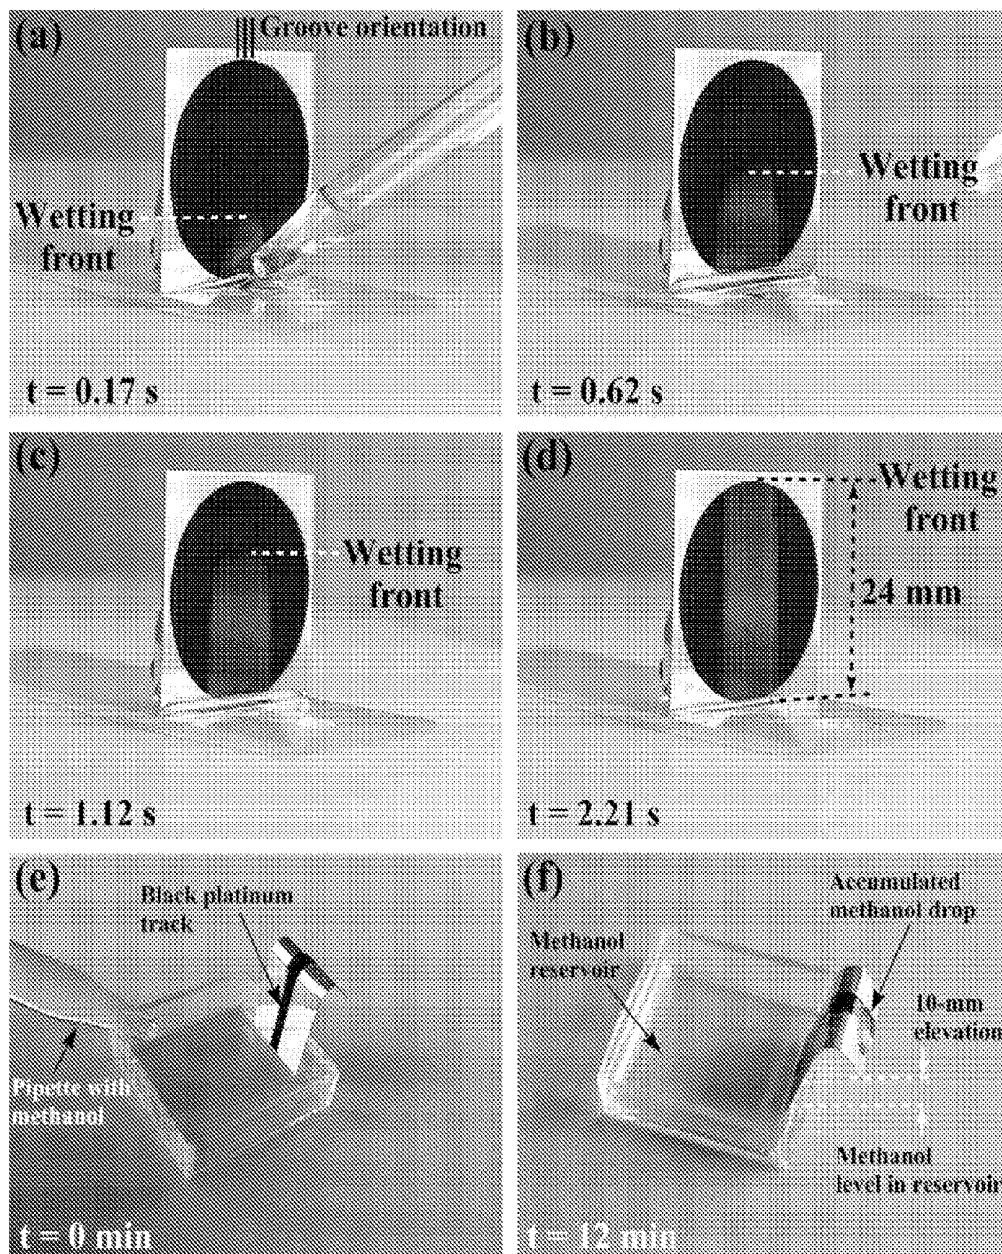 (a)
Groove orientation
Wetting
front
t = 0.17 s
(b)
Wetting
front
t = 0.62 s
(c)
Wetting
front
t = 1.12 s
(d)
Wetting
front
24 mm
t = 2.21 s
(e)
Black platinum
track
Pipette with
methanol
t = 0 min
(f)
Accumulated
methanol drop
Methanol
reservoir
10-mm
elevation
Methanol
level in reservoir
t = 12 min